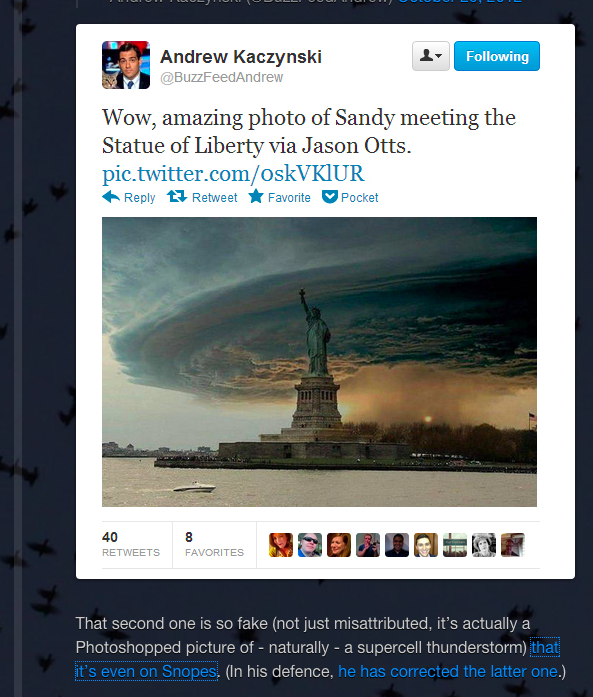 Andrew Kaczynski (@BuzzFeedAndrew) October 29, 2012
Andrew Kaczynski
Following
@BuzzFeedAndrew
Wow, amazing photo of Sandy meeting the
Statue of Liberty via Jason Otts.
pic.twitter.com/0skVKlUR
Reply Retweet Favorite Pocket
40 8
RETWEETS FAVORITES
That second one is so fake (not just misattributed, it's actually a
Photoshopped picture of - naturally - a supercell thunderstorm) that
it's even on Snopes. (In his defence, he has corrected the latter one.)